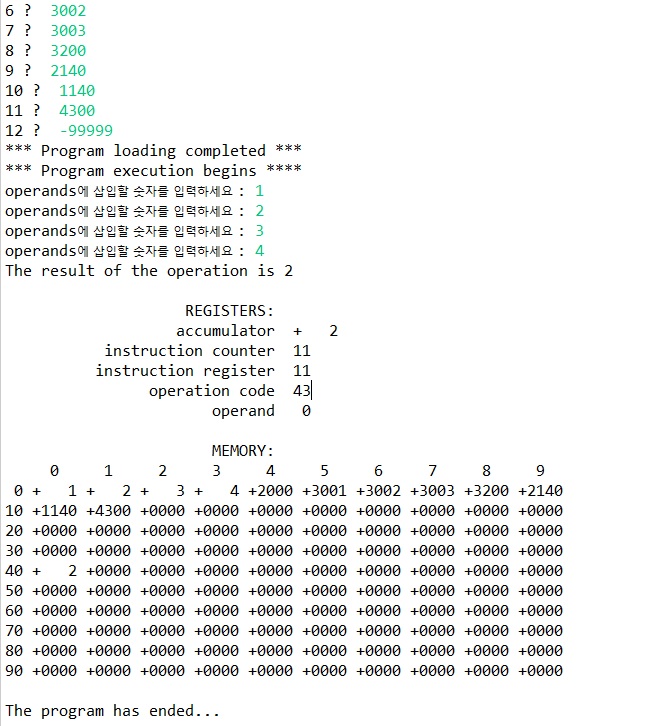 6 ?  3002
7 ?  3003
8 ?  3200
9 ?  2140
10 ?  1140
11 ?  4300
12 ?  -99999
*** Program loading completed ***
*** Program execution begins ****
operands에 삽입할 숫자를 입력하세요 : 1
operands에 삽입할 숫자를 입력하세요 : 2
operands에 삽입할 숫자를 입력하세요 : 3
operands에 삽입할 숫자를 입력하세요 : 4
The result of the operation is 2
REGISTERS:
accumulator  +   2
instruction counter  11
instruction register  11
operation code  43
operand   0
MEMORY:
     0     1     2     3     4     5     6     7     8     9
 0 +   1 +   2 +   3 +   4 +2000 +3001 +3002 +3003 +3200 +2140
10 +1140 +4300 +0000 +0000 +0000 +0000 +0000 +0000 +0000 +0000
20 +0000 +0000 +0000 +0000 +0000 +0000 +0000 +0000 +0000 +0000
30 +0000 +0000 +0000 +0000 +0000 +0000 +0000 +0000 +0000 +0000
40 +   2 +0000 +0000 +0000 +0000 +0000 +0000 +0000 +0000 +0000
50 +0000 +0000 +0000 +0000 +0000 +0000 +0000 +0000 +0000 +0000
60 +0000 +0000 +0000 +0000 +0000 +0000 +0000 +0000 +0000 +0000
70 +0000 +0000 +0000 +0000 +0000 +0000 +0000 +0000 +0000 +0000
80 +0000 +0000 +0000 +0000 +0000 +0000 +0000 +0000 +0000 +0000
90 +0000 +0000 +0000 +0000 +0000 +0000 +0000 +0000 +0000 +0000
The program has ended...